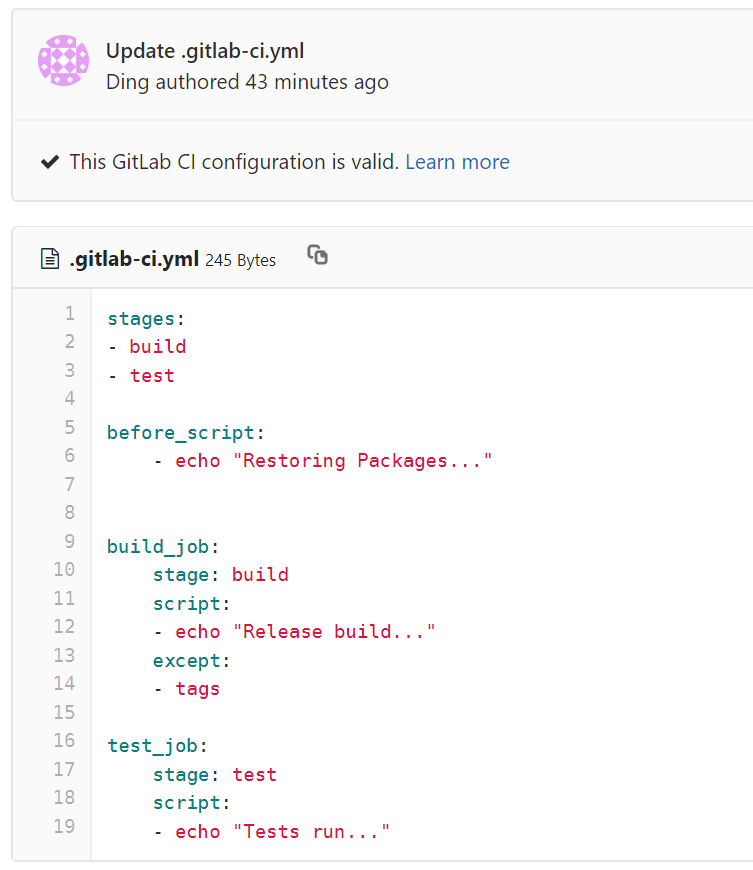 Update .gitlab-ci.yml
Ding authored 43 minutes ago
This GitLab CI configuration is valid. Learn more
.gitlab-ci.yml 245 Bytes
1 stages:
2 - build
3 - test
4
5 before_script:
6     - echo "Restoring Packages..."
7
8
9 build_job:
10     stage: build
11     script:
12     - echo "Release build..."
13     except:
14     - tags
15
16 test_job:
17     stage: test
18     script:
19     - echo "Tests run..."